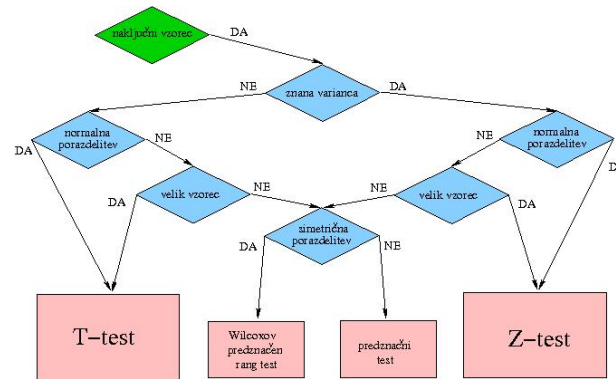 naključni vzorec
DA
znana varianca
NE
DA
normalna
porazdelitev
NE
DA
normalna
porazdelitev
NE
D
velik vzorec
NE
DA
velik vzorec
NE
DA
simetrična
porazdelitev
DA
NE
T-test
Wilcoxov
predznačen
rang test
predznačni
test
Z-test